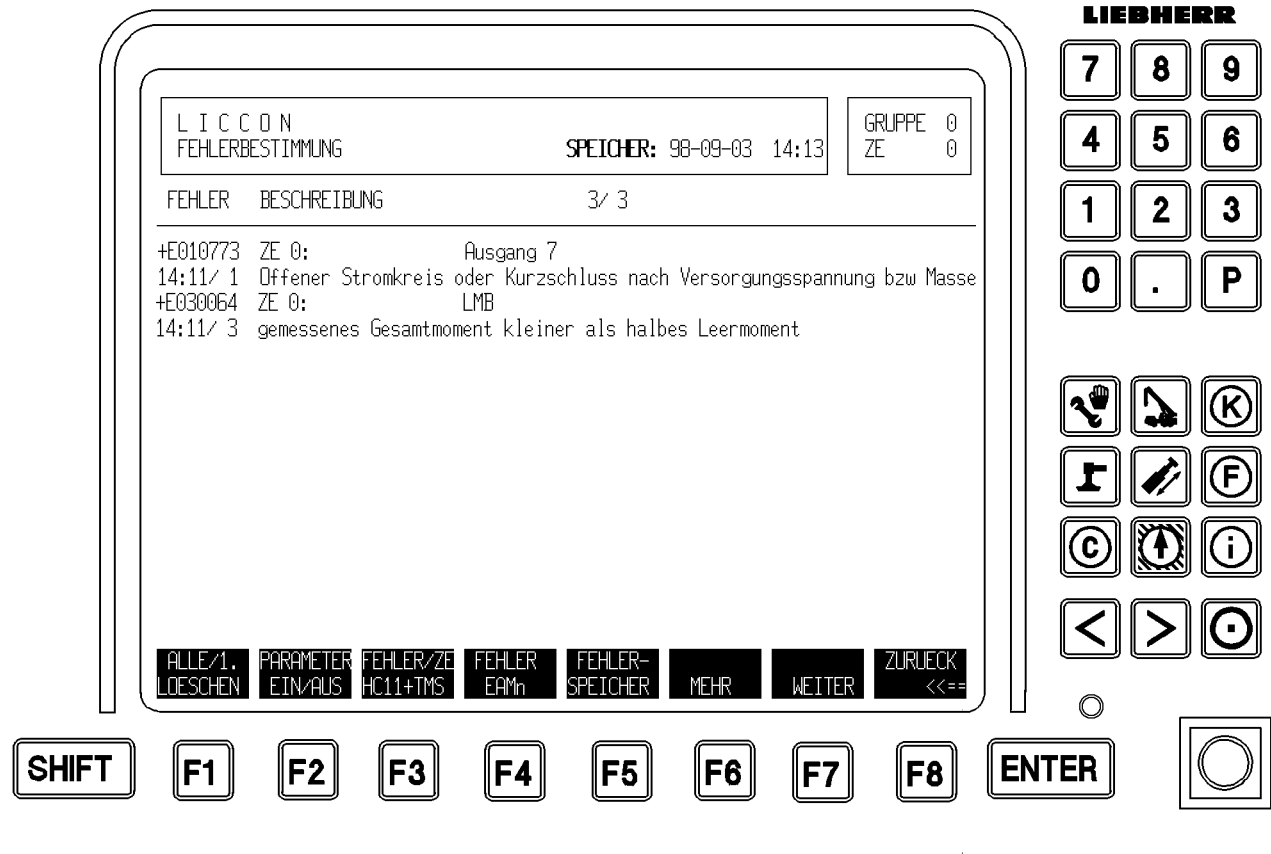 LIEBHERR
L I C C O N
FEHLERBESTIMMUNG SPEICHER: 98-09-03 14:13
GRUPPE 0
ZE 0
FEHLER BESCHREIBUNG 3/ 3
+E010773 ZE 0: Ausgang 7
14:11/ 1 Offener Stromkreis oder Kurzschluss nach Versorgungsspannung bzw Masse
+E030064 ZE 0: LMB
14:11/ 3 gemessenes Gesamtmoment kleiner als halbes Leermoment
ALLE/1. PARAMETER FEHLER/ZE FEHLER FEHLER- ZURUECK
LOESCHEN EIN/AUS HC11+TMS EAMn SPEICHER MEHR WEITER <<==
7 8 9
4 5 6
1 2 3
0 . P
K
F
C i
< >
SHIFT F1 F2 F3 F4 F5 F6 F7 F8 ENTER